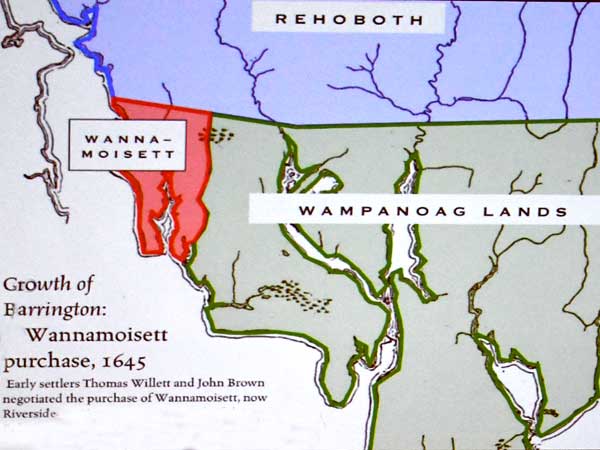 REHOBOTH
WANNA–
MOISETT
WAMPANOAG LANDS
Growth of
Barrington:
Wannamoisett
purchase, 1645
Early settlers Thomas Willett and John Brown
negotiated the purchase of Wannamoisett, now
Riverside